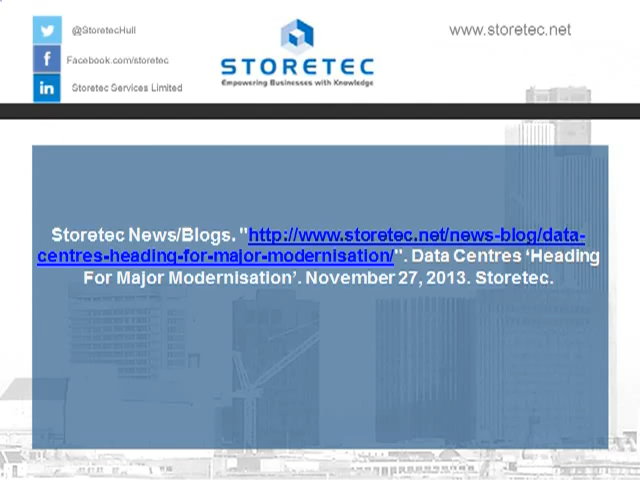 @StoretecHull
Facebook.com/storetec
Storetec Services Limited
STORETEC
Empowering Businesses with Knowledge
www.storetec.net
Storetec News/Blogs. "http://www.storetec.net/news-blog/data-
centres-heading-for-major-modernisation/". Data Centres ‘Heading
For Major Modernisation’. November 27, 2013. Storetec.